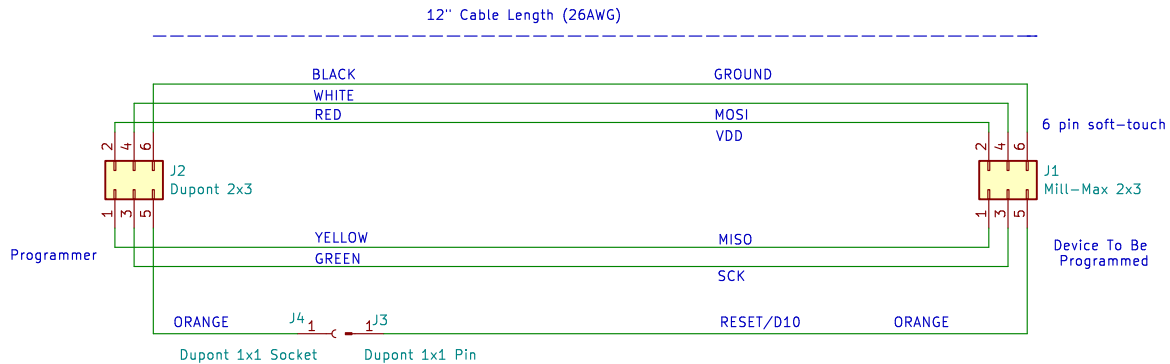 12" Cable Length (26AWG)
BLACK
GROUND
WHITE
RED
MOSI
VDD
6 pin soft-touch
2
4
6
2
4
6
J2
Dupont 2x3
J1
Mill-Max 2x3
1
3
5
1
3
5
Programmer
YELLOW
MISO
GREEN
SCK
Device To Be
Programmed
ORANGE
J4
1
1
J3
RESET/D10
ORANGE
Dupont 1x1 Socket
Dupont 1x1 Pin